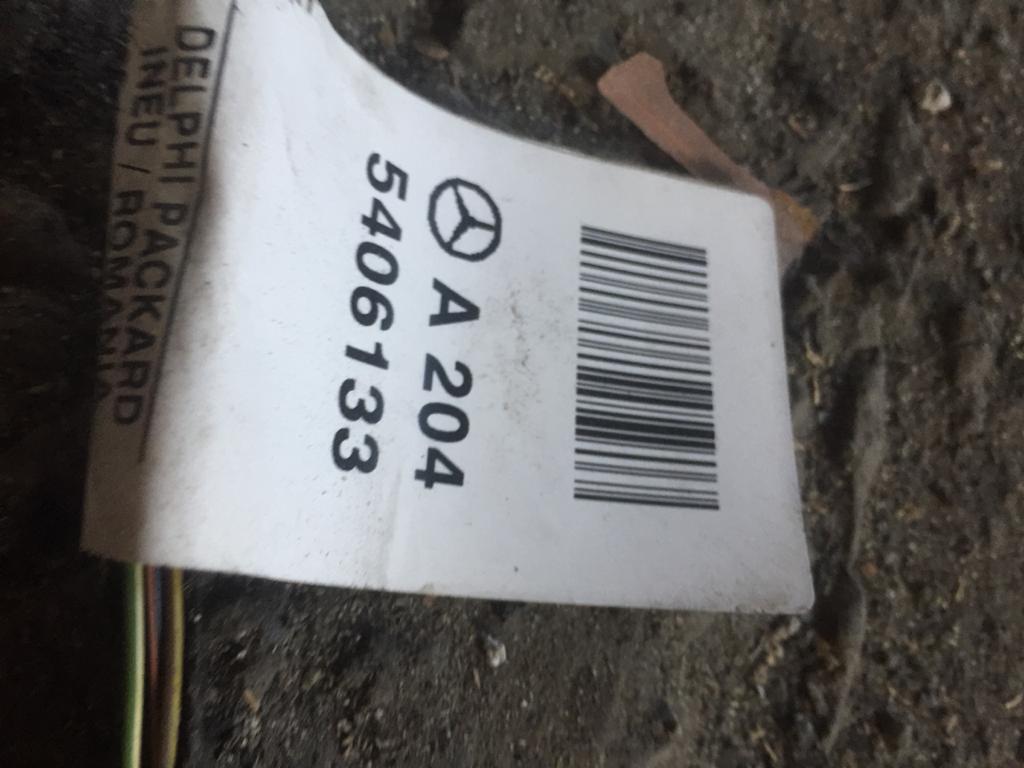 A 204
5406133
DELPHI PACKARD
INEU / ROMANIA